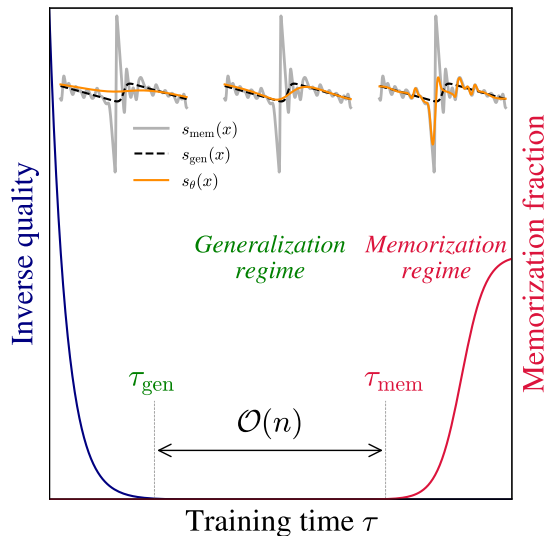 s_mem(x)
s_gen(x)
s_θ(x)
Inverse quality
Generalization
regime
Memorization
regime
Memorization fraction
τ_gen
τ_mem
𝒪(n)
Training time τ